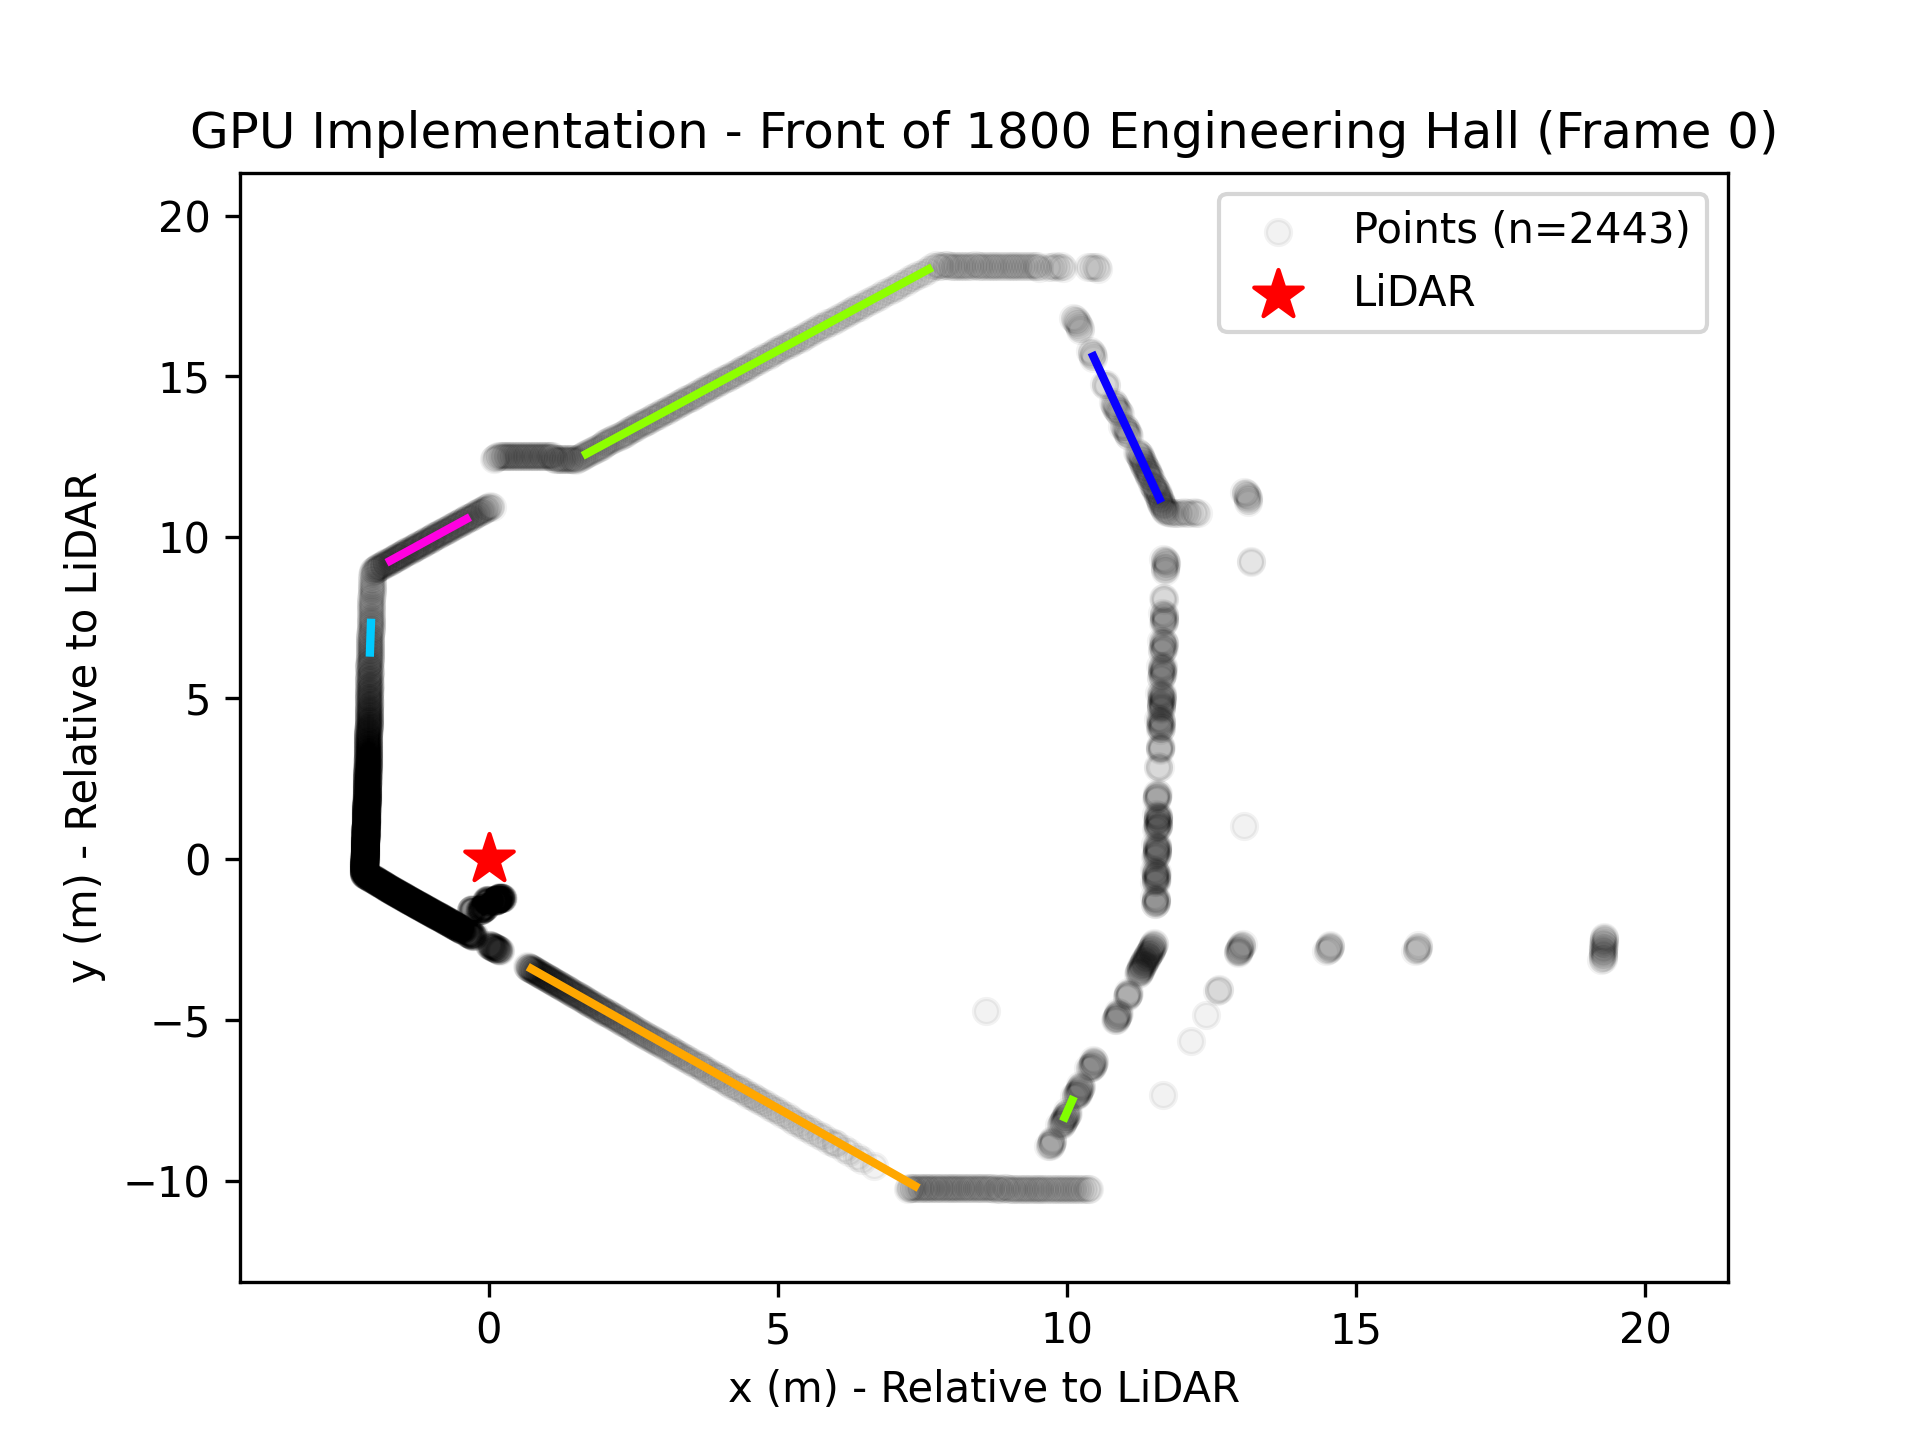 GPU Implementation - Front of 1800 Engineering Hall (Frame 0)
Points (n=2443)
LiDAR
20
15
10
5
0
−5
−10
y (m) - Relative to LiDAR
0 5 10 15 20
x (m) - Relative to LiDAR